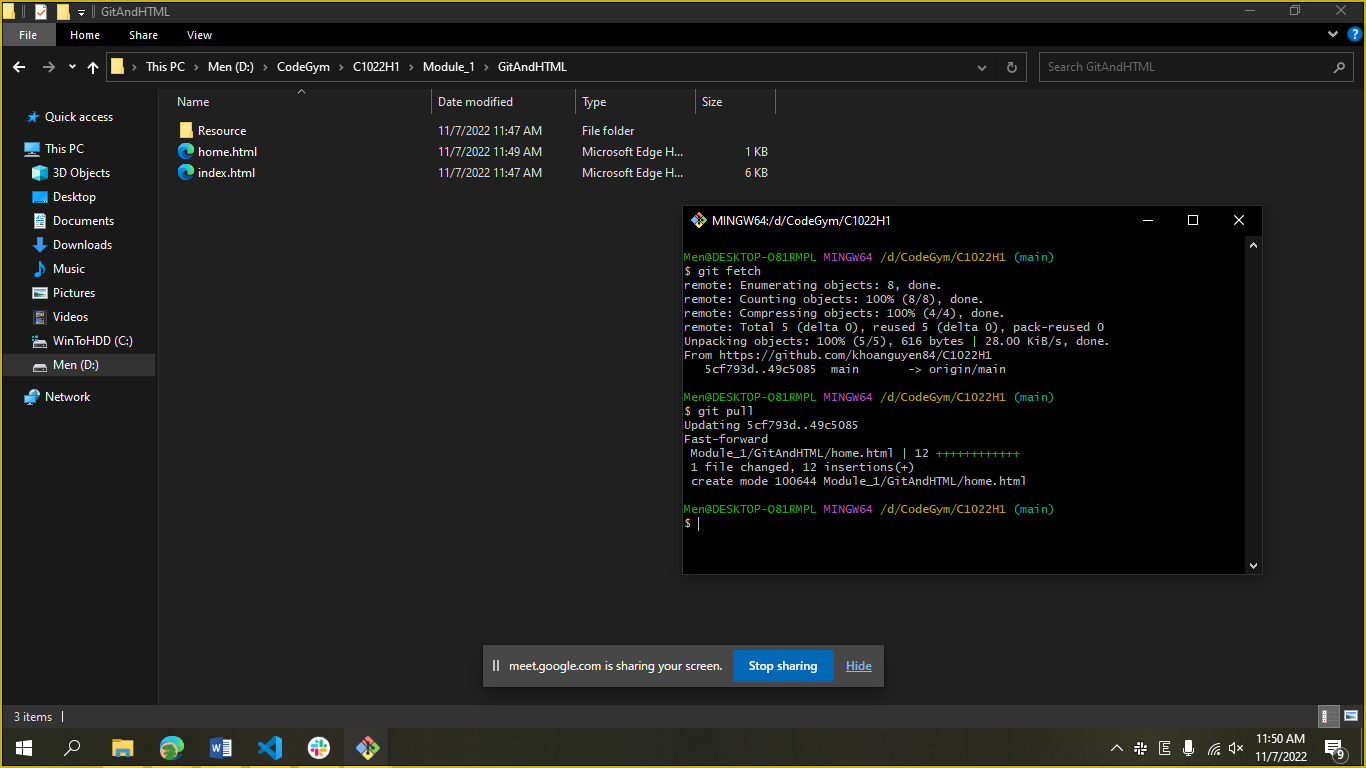 GitAndHTML
File Home Share View
This PC Men (D:) CodeGym C1022H1 Module_1 GitAndHTML
Search GitAndHTML
Name Date modified Type Size
Resource 11/7/2022 11:47 AM File folder
home.html 11/7/2022 11:49 AM Microsoft Edge H... 1 KB
index.html 11/7/2022 11:47 AM Microsoft Edge H... 6 KB
Quick access
This PC
3D Objects
Desktop
Documents
Downloads
Music
Pictures
Videos
WinToHDD (C:)
Men (D:)
Network
MINGW64:/d/CodeGym/C1022H1
Men@DESKTOP-O81RMPL MINGW64 /d/CodeGym/C1022H1 (main)
$ git fetch
remote: Enumerating objects: 8, done.
remote: Counting objects: 100% (8/8), done.
remote: Compressing objects: 100% (4/4), done.
remote: Total 5 (delta 0), reused 5 (delta 0), pack-reused 0
Unpacking objects: 100% (5/5), 616 bytes | 28.00 KiB/s, done.
From https://github.com/khoanguyen84/C1022H1
5cf793d..49c5085 main -> origin/main
Men@DESKTOP-O81RMPL MINGW64 /d/CodeGym/C1022H1 (main)
$ git pull
Updating 5cf793d..49c5085
Fast-forward
Module_1/GitAndHTML/home.html | 12 ++++++++++++
1 file changed, 12 insertions(+)
create mode 100644 Module_1/GitAndHTML/home.html
Men@DESKTOP-O81RMPL MINGW64 /d/CodeGym/C1022H1 (main)
$
meet.google.com is sharing your screen. Stop sharing Hide
3 items
11:50 AM
11/7/2022
9